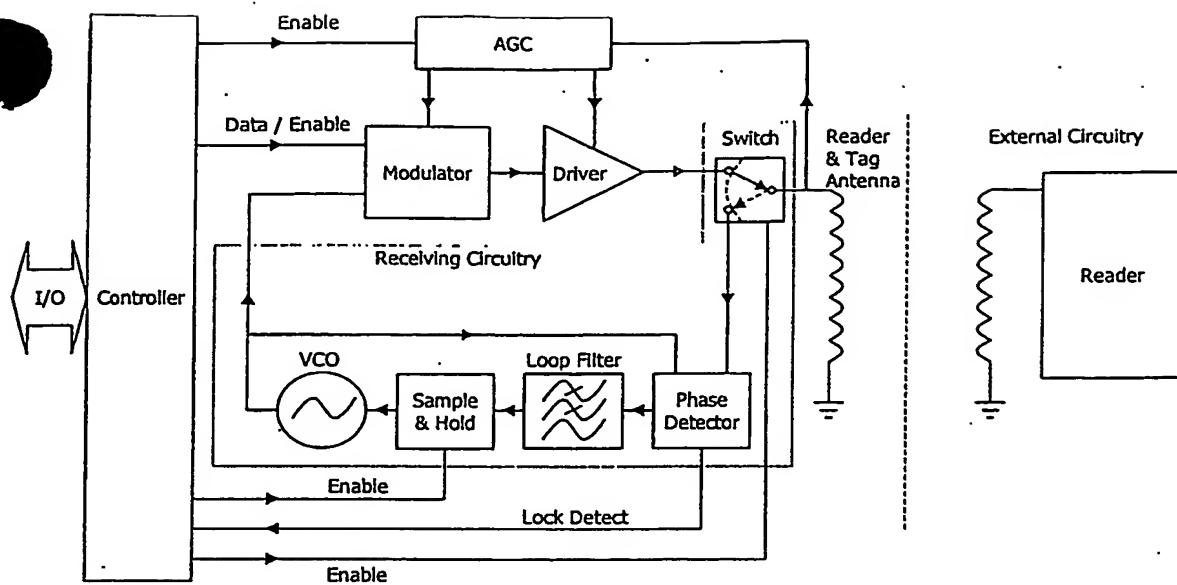 Enable
AGC
Data / Enable
Modulator
Driver
Switch
Reader
& Tag
Antenna
External Circuitry
Receiving Circuitry
I/O
Controller
Reader
VCO
Loop Filter
Sample
& Hold
Phase
Detector
Enable
Lock Detect
Enable